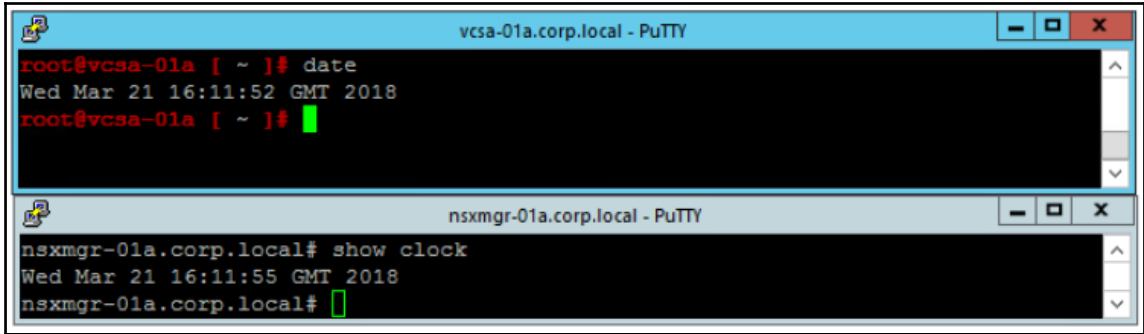 vcsa-01a.corp.local - PuTTY
root@vcsa-01a [ ~ ]# date
Wed Mar 21 16:11:52 GMT 2018
root@vcsa-01a [ ~ ]#
nsxmgr-01a.corp.local - PuTTY
nsxmgr-01a.corp.local# show clock
Wed Mar 21 16:11:55 GMT 2018
nsxmgr-01a.corp.local#